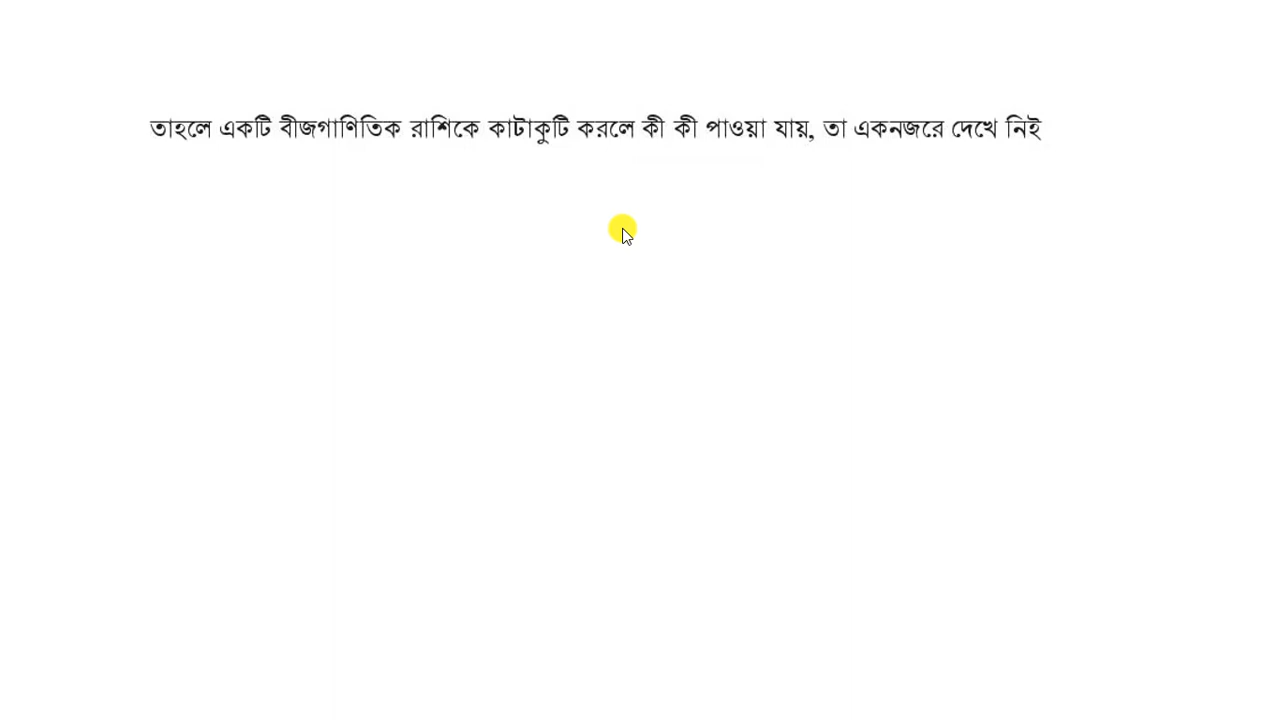 তাহলে একটি বীজগাণিতিক রাশিকে কাটাকুটি করলে কী কী পাওয়া যায়, তা একনজরে দেখে নিই